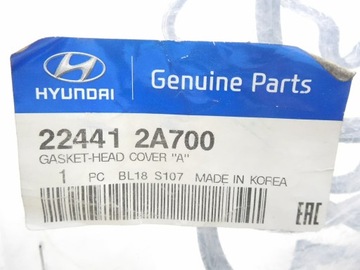 HYUNDAI
Genuine Parts
22441 2A700
GASKET-HEAD COVER "A"
1 PC BL18 S107 MADE IN KOREA
EAC